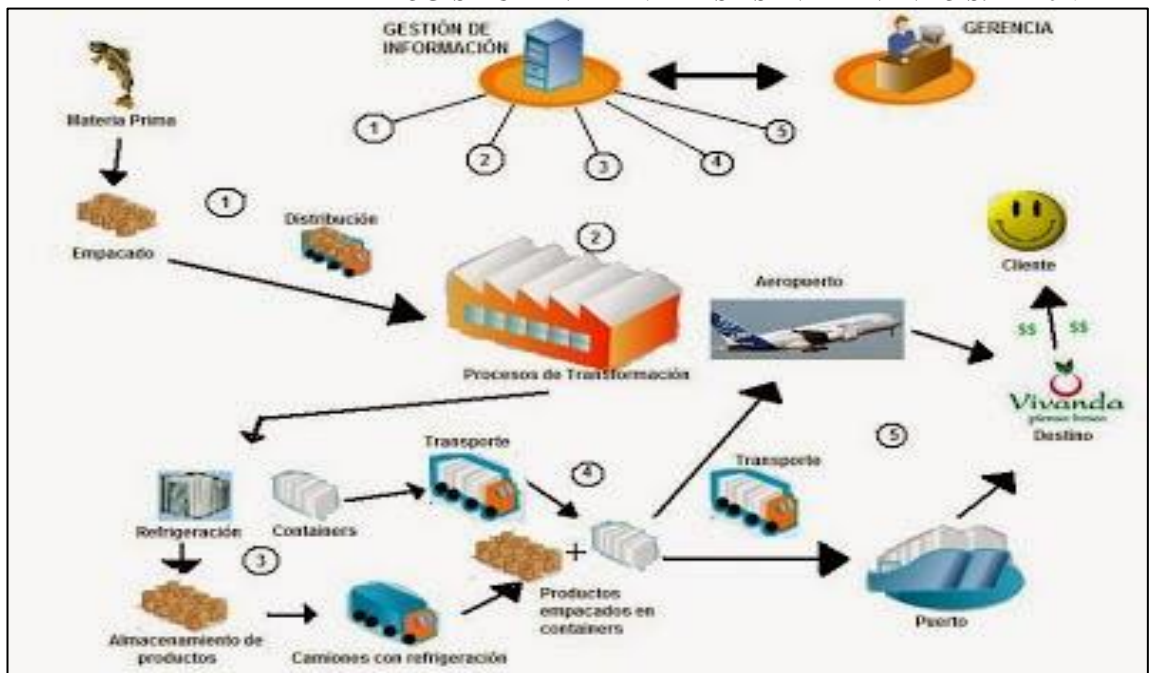 GESTIÓN DE
INFORMACIÓN
GERENCIA
Materia Prima
1
2
3
4
5
1
Distribución
Empacado
2
Cliente
Aeropuerto
$$ $$
Procesos de Transformación
Vivanda
Destino
5
Transporte
4
Transporte
Refrigeración
Containers
3
+
Productos
empacados en
containers
Puerto
Almacenamiento de
productos
Camiones con refrigeración